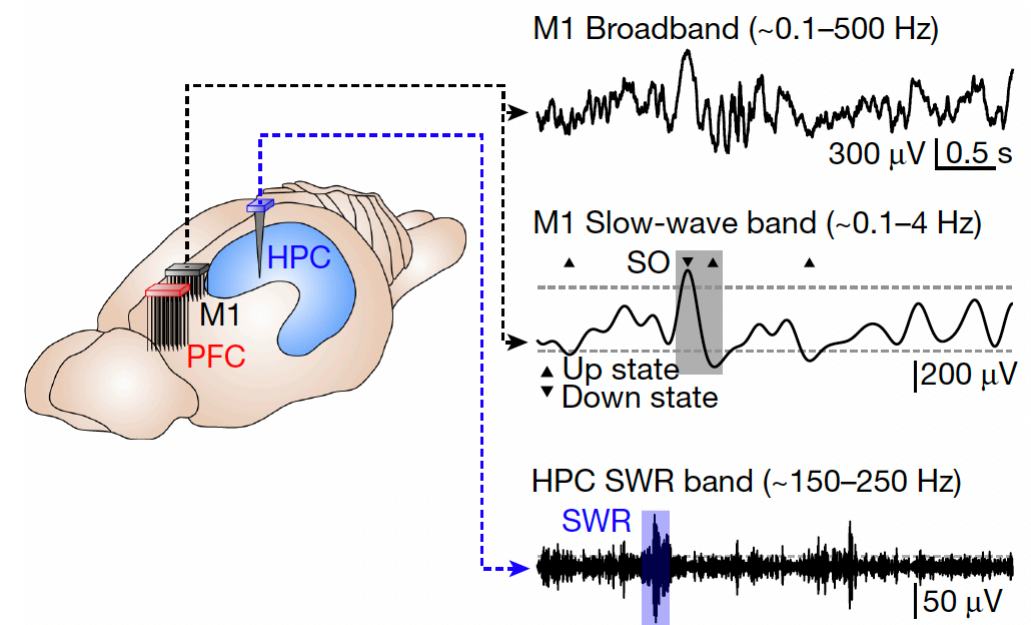 M1 Broadband (~0.1–500 Hz)
300 µV
0.5 s
HPC
M1
PFC
M1 Slow-wave band (~0.1–4 Hz)
SO
▲ Up state
▼ Down state
200 µV
HPC SWR band (~150–250 Hz)
SWR
50 µV